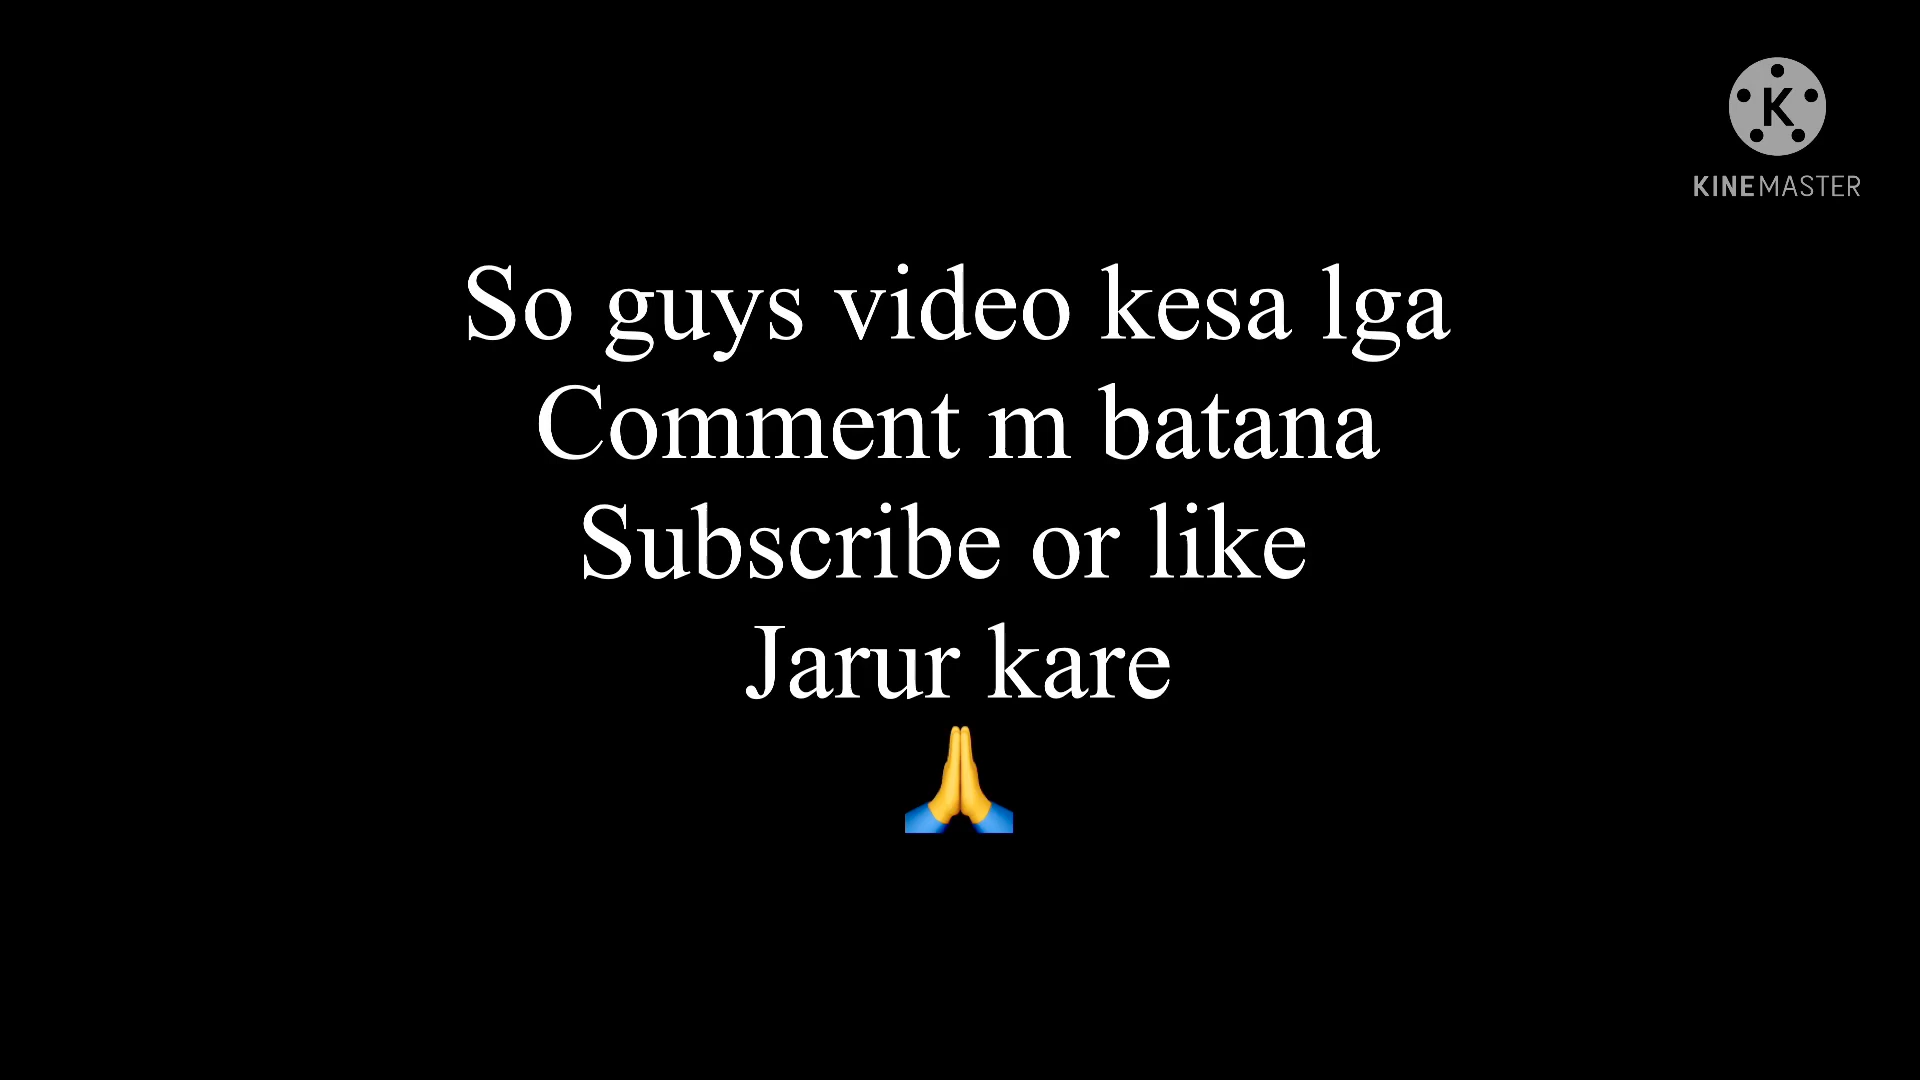 K
KINEMASTER
So guys video kesa lga
Comment m batana
Subscribe or like
Jarur kare
🙏